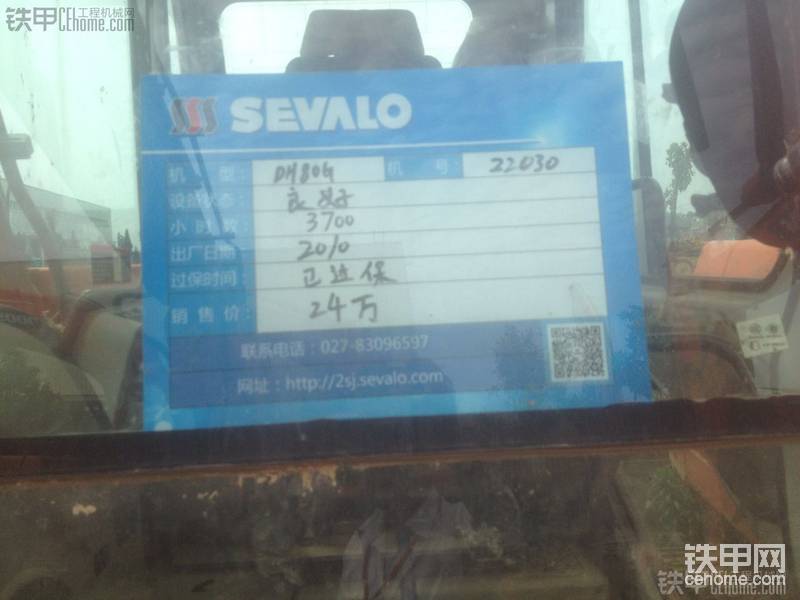 铁甲 CEhome.com 工程机械网
SEVALO
机 型: DH80G 机 号: 22030
设备状态: 良好
小 时 数: 3700
出厂日期: 2010
过保时间: 已过保
销 售 价: 24万
联系电话:027-83096597
网址:http://2sj.sevalo.com
铁甲网
cehome.com